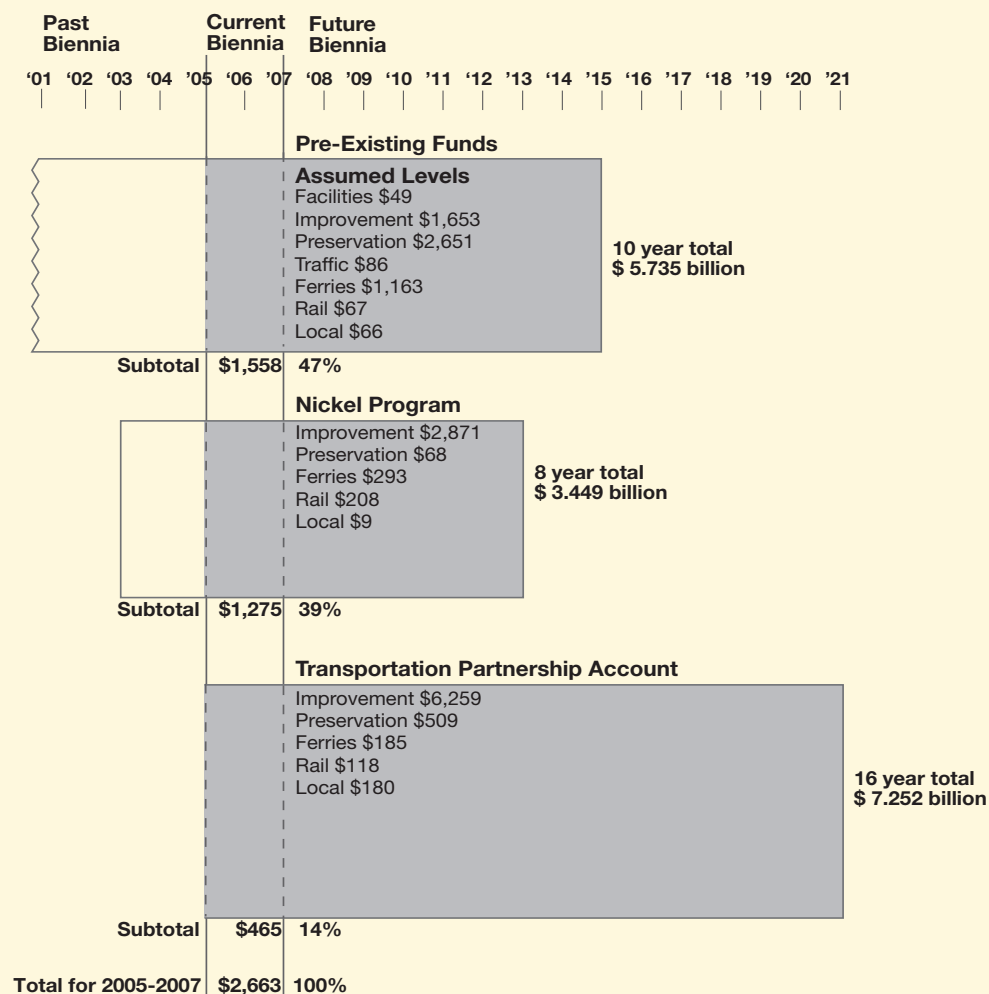 Past Biennia
Current Biennia
Future Biennia
‘01 ‘02 ‘03 ‘04 ’05 ‘06 ‘07 ‘08 ‘09 ‘10 ‘11 ‘12 ‘13 ‘14 ‘15 ‘16 ‘17 ‘18 ‘19 ‘20 ’21
Pre-Existing Funds
Assumed Levels
Facilities $49
Improvement $1,653
Preservation $2,651
Traffic $86
Ferries $1,163
Rail $67
Local $66
10 year total
$ 5.735 billion
Subtotal $1,558 47%
Nickel Program
Improvement $2,871
Preservation $68
Ferries $293
Rail $208
Local $9
8 year total
$ 3.449 billion
Subtotal $1,275 39%
Transportation Partnership Account
Improvement $6,259
Preservation $509
Ferries $185
Rail $118
Local $180
16 year total
$ 7.252 billion
Subtotal $465 14%
Total for 2005-2007 $2,663 100%